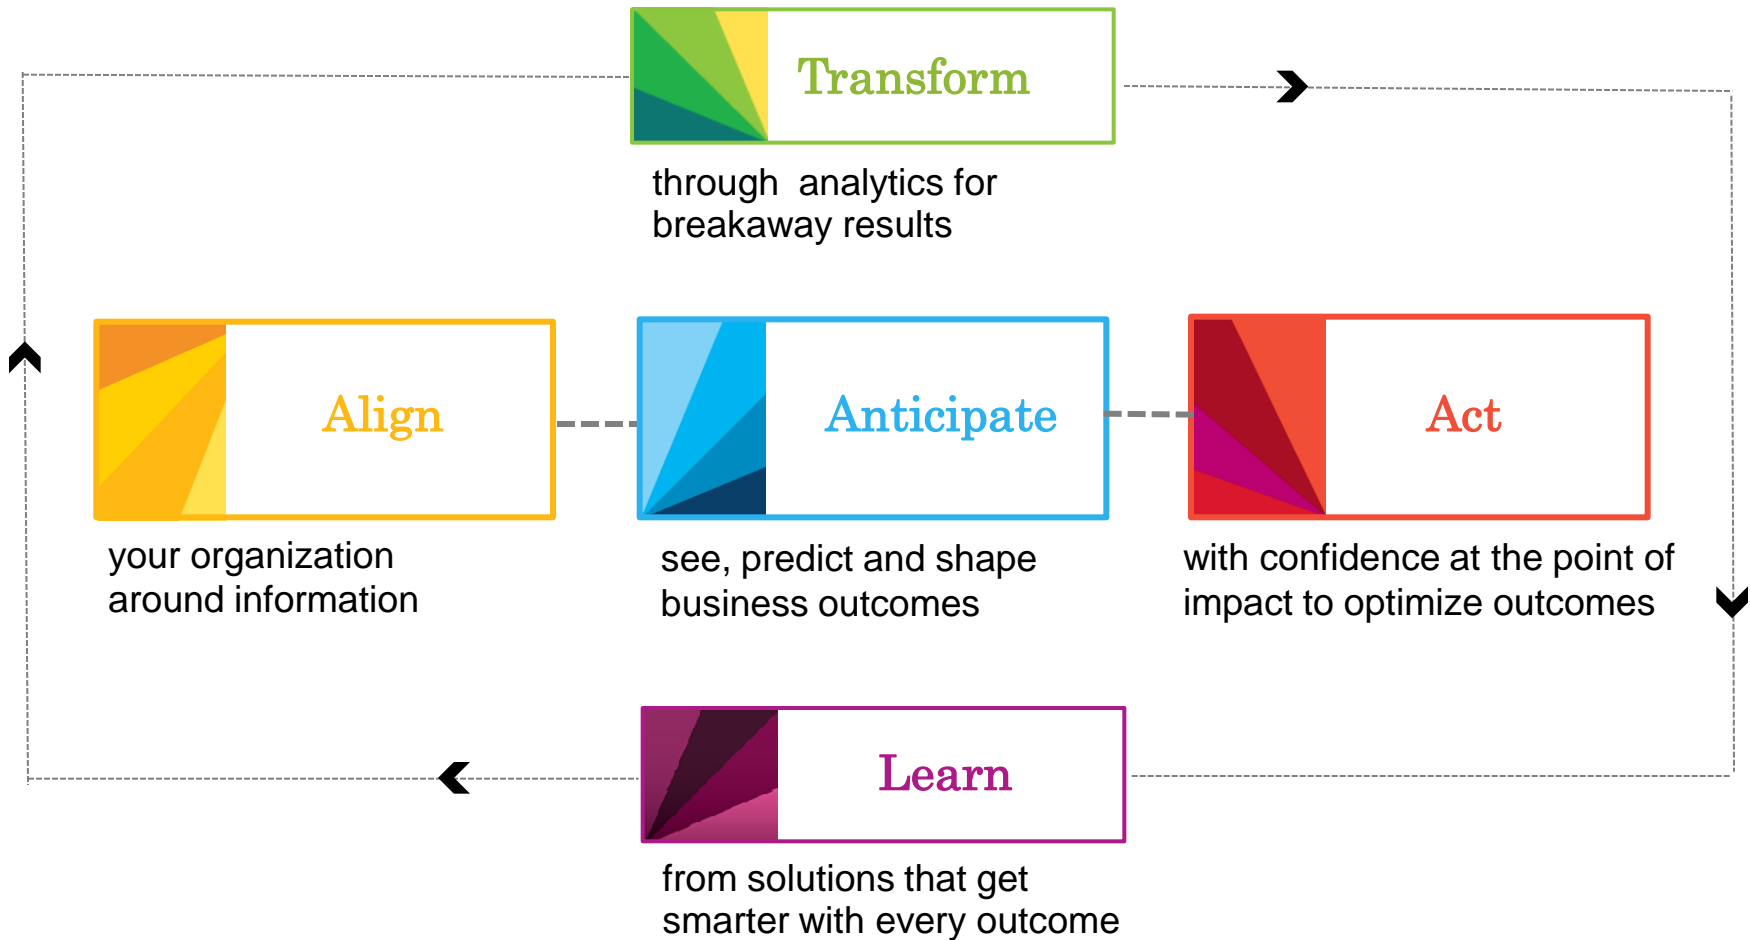 Transform
through  analytics for
breakaway results
Align
your organization
around information
Anticipate
see, predict and shape
business outcomes
Act
with confidence at the point of
impact to optimize outcomes
Learn
from solutions that get
smarter with every outcome